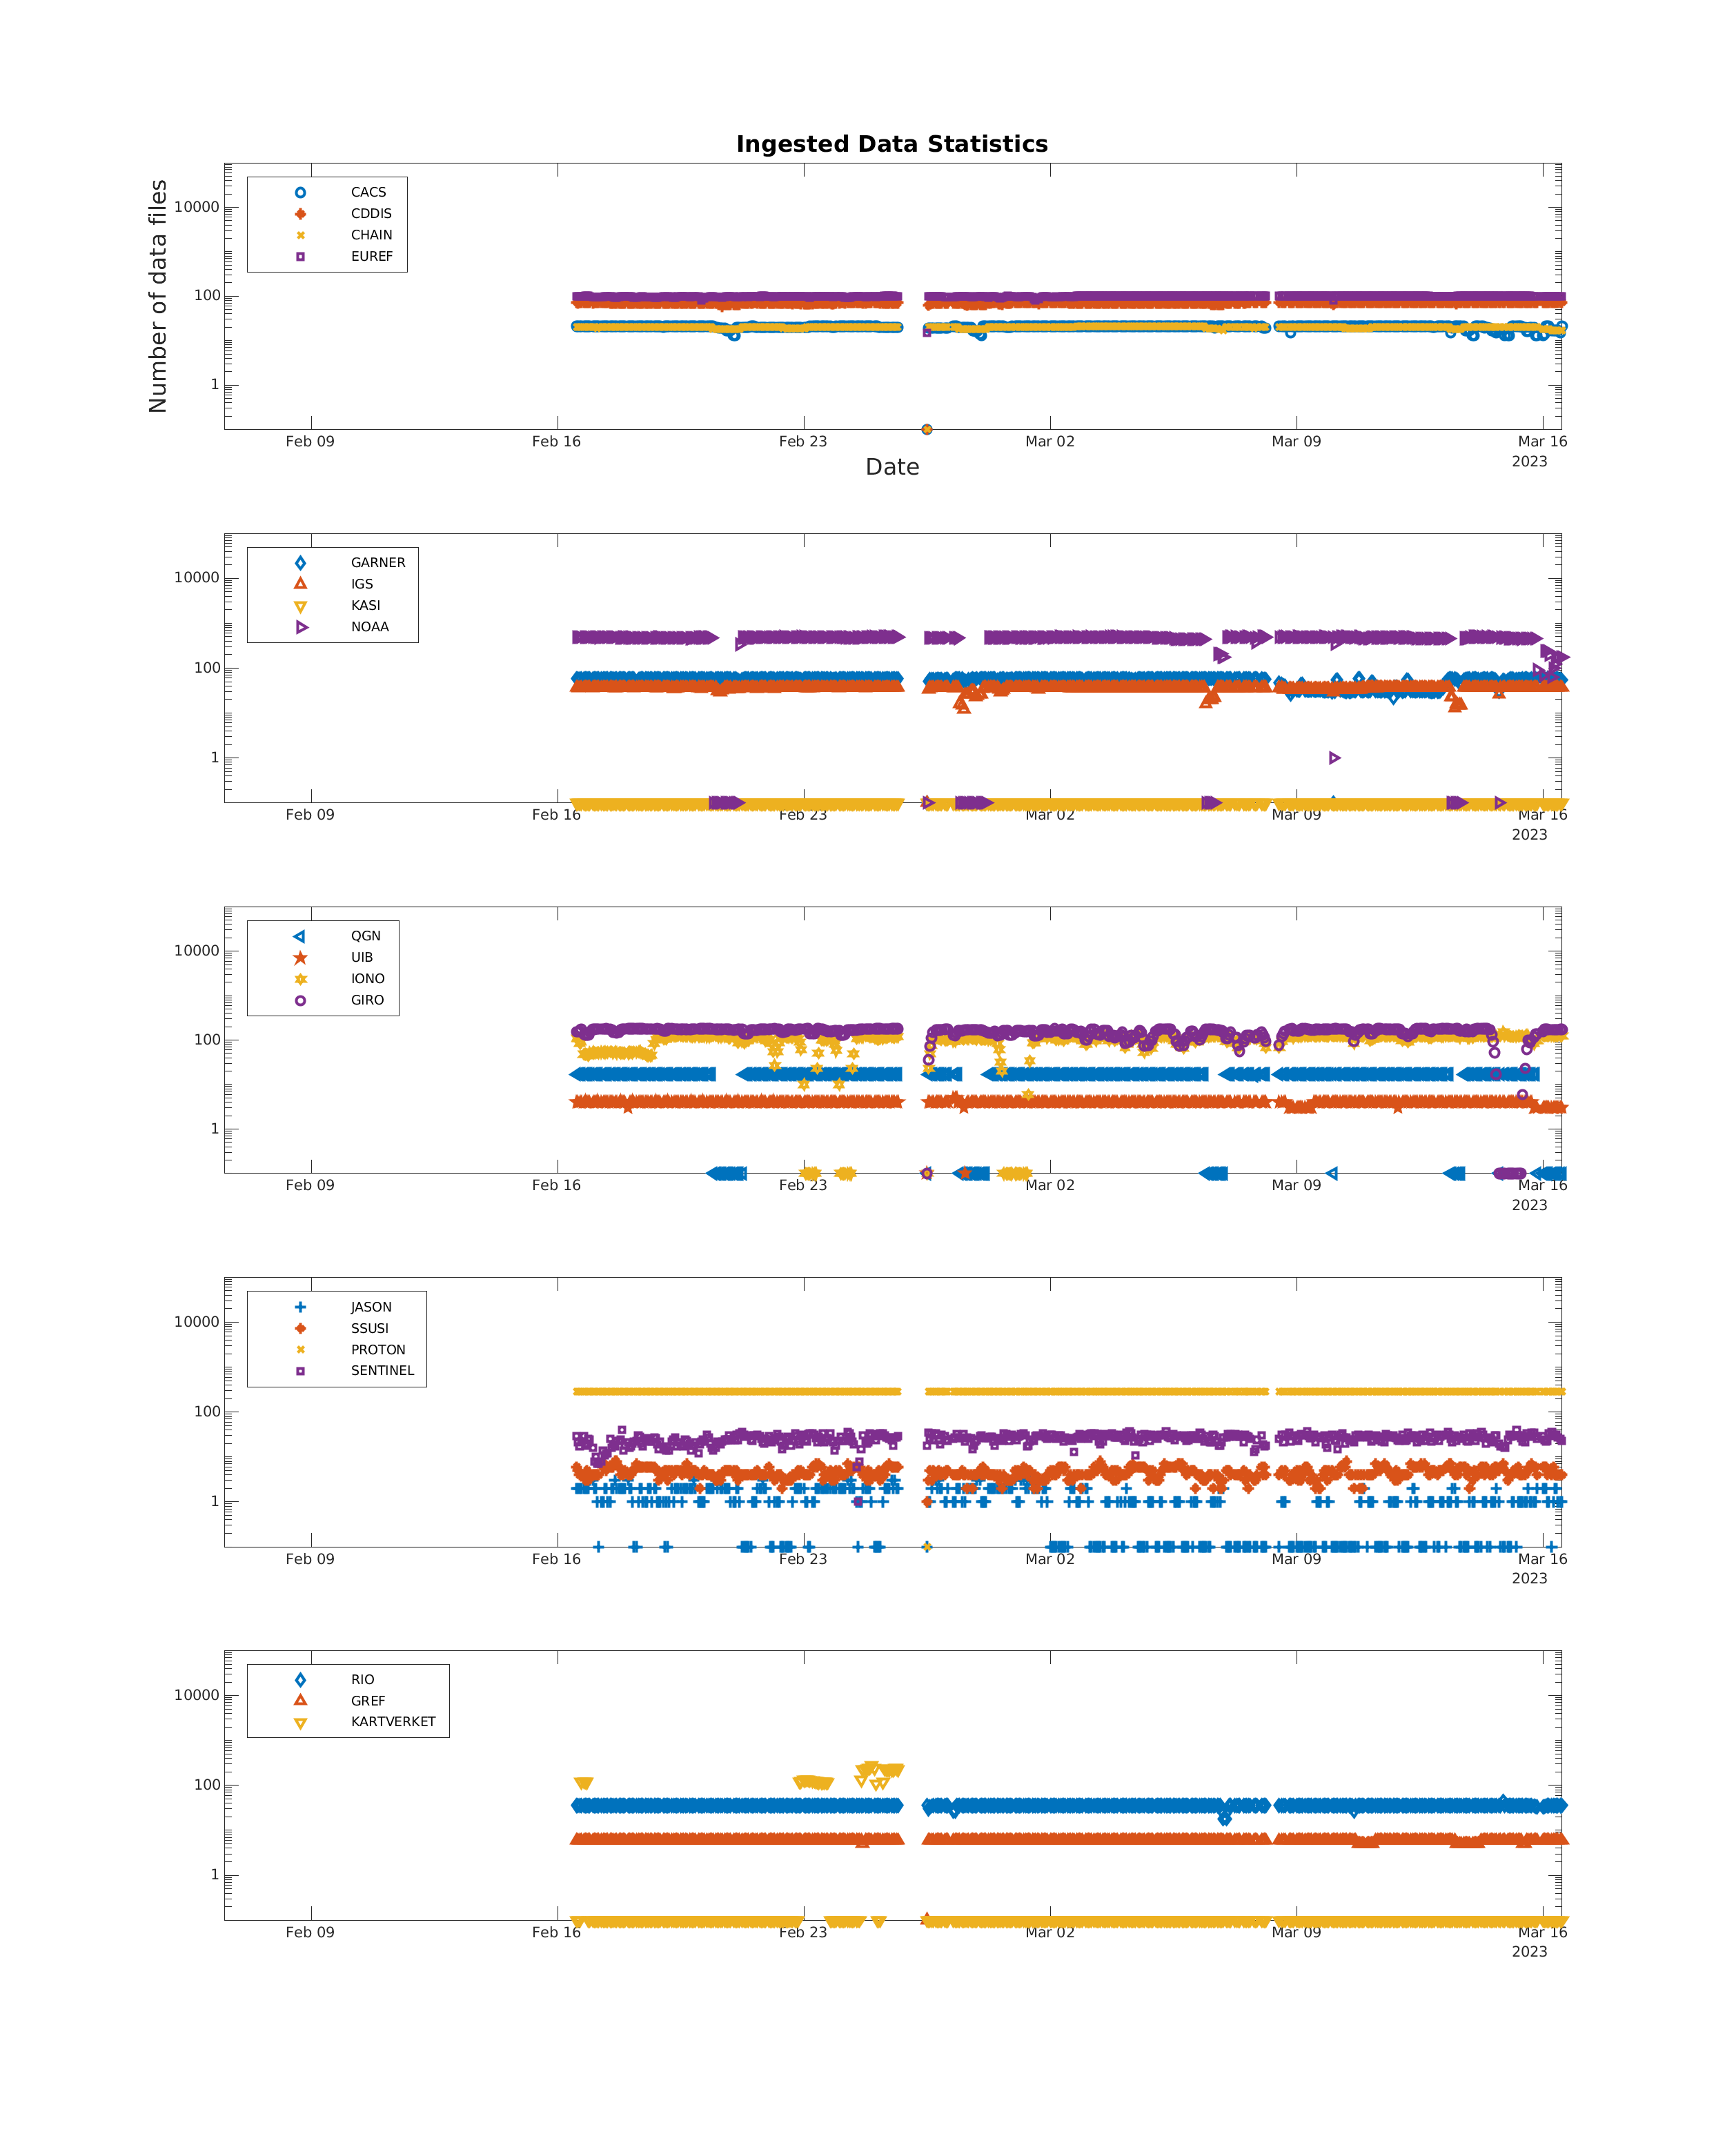 Ingested Data Statistics
Number of data files
CACS
CDDIS
CHAIN
EUREF
10000
100
1
Feb 09 Feb 16 Feb 23 Mar 02 Mar 09 Mar 16
2023
Date
GARNER
IGS
KASI
NOAA
10000
100
1
Feb 09 Feb 16 Feb 23 Mar 02 Mar 09 Mar 16
2023
QGN
UIB
IONO
GIRO
10000
100
1
Feb 09 Feb 16 Feb 23 Mar 02 Mar 09 Mar 16
2023
JASON
SSUSI
PROTON
SENTINEL
10000
100
1
Feb 09 Feb 16 Feb 23 Mar 02 Mar 09 Mar 16
2023
RIO
GREF
KARTVERKET
10000
100
1
Feb 09 Feb 16 Feb 23 Mar 02 Mar 09 Mar 16
2023